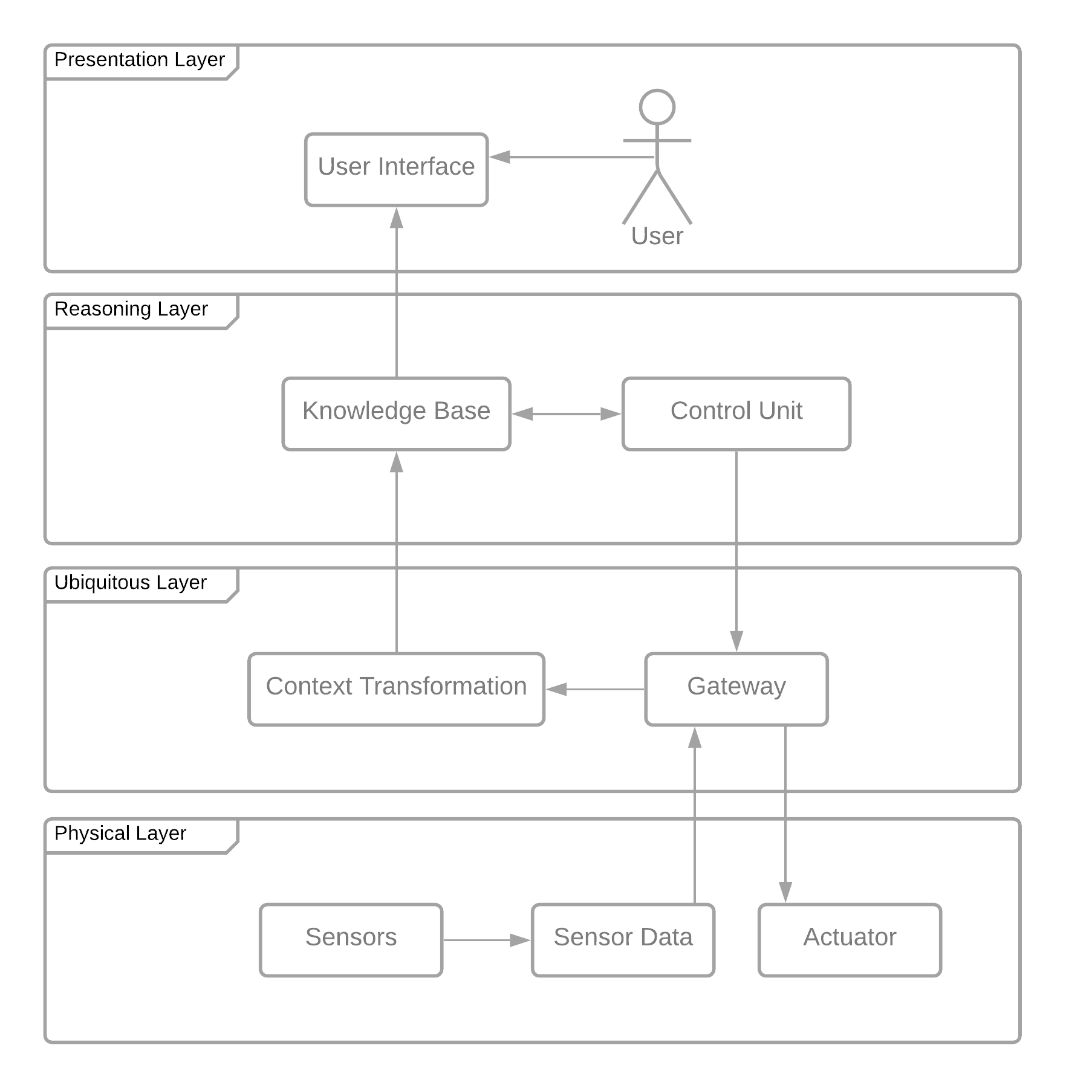 Presentation Layer
User Interface
User
Reasoning Layer
Knowledge Base
Control Unit
Ubiquitous Layer
Context Transformation
Gateway
Physical Layer
Sensors
Sensor Data
Actuator